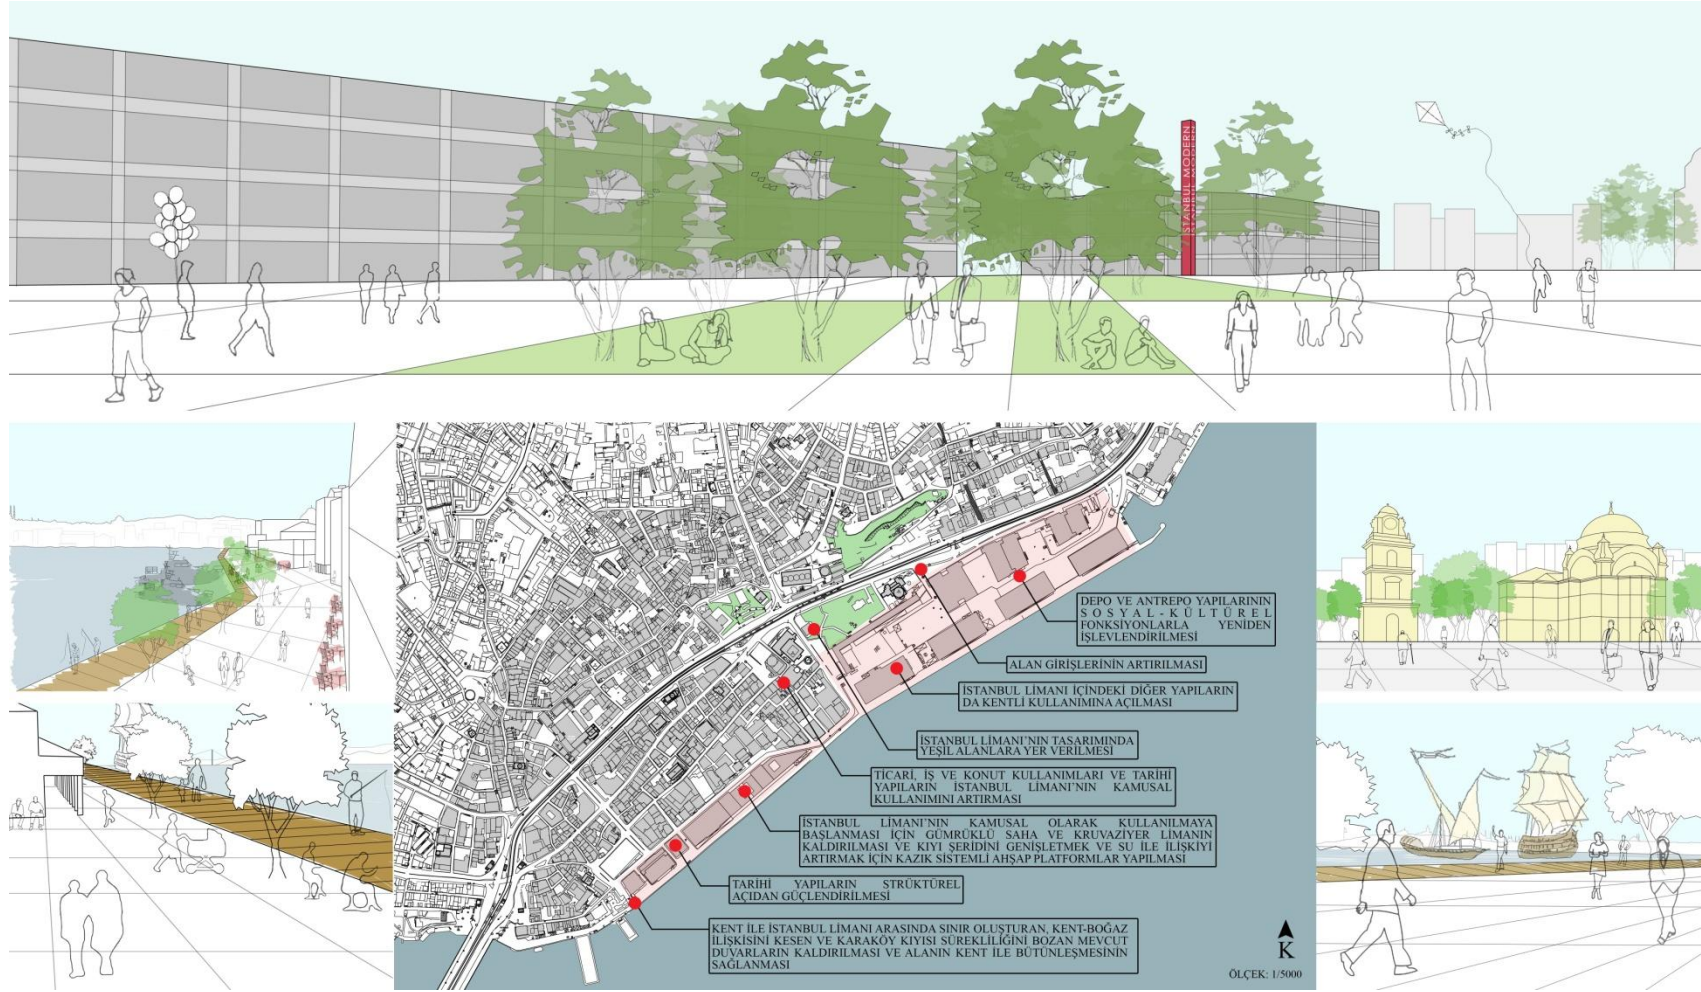 İSTANBUL MODERN
DEPO VE ANTREPO YAPILARININ
SOSYAL-KÜLTÜREL
FONKSİYONLARLA YENİDEN
İŞLEVLENDİRİLMESİ
ALAN GİRİŞLERİNİN ARTIRILMASI
İSTANBUL LİMANI İÇİNDEKİ DİĞER YAPILARIN
DA KENTLİ KULLANIMINA AÇILMASI
İSTANBUL LİMANI'NIN TASARIMINDA
YEŞİL ALANLARA YER VERİLMESİ
TİCARİ, İŞ VE KONUT KULLANIMLARI VE TARİHİ
YAPILARIN İSTANBUL LİMANI'NIN KAMUSAL
KULLANIMINI ARTIRMASI
İSTANBUL LİMANI'NIN KAMUSAL OLARAK KULLANILMAYA
BAŞLANMASI İÇİN GÜMRÜKLÜ SAHA VE KRUVAZİYER LİMANIN
KALDIRILMASI VE KIYI ŞERİDİNİ GENİŞLETMEK VE SU İLE İLİŞKİYİ
ARTIRMAK İÇİN KAZIK SİSTEMLİ AHŞAP PLATFORMLAR YAPILMASI
TARİHİ YAPILARIN STRÜKTÜREL
AÇIDAN GÜÇLENDİRİLMESİ
KENT İLE İSTANBUL LİMANI ARASINDA SINIR OLUŞTURAN, KENT-BOĞAZ
İLİŞKİSİNİ KESEN VE KARAKÖY KIYISI SÜREKLİLİĞİNİ BOZAN MEVCUT
DUVARLARIN KALDIRILMASI VE ALANIN KENT İLE BÜTÜNLEŞMESİNİN
SAĞLANMASI
K
ÖLÇEK: 1/5000